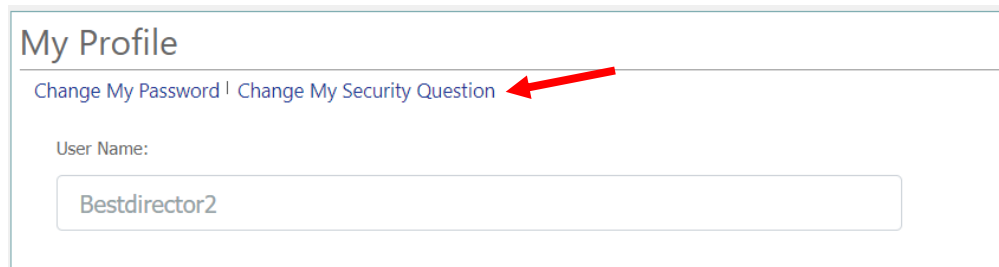 My Profile
Change My Password | Change My Security Question
User Name:
Bestdirector2